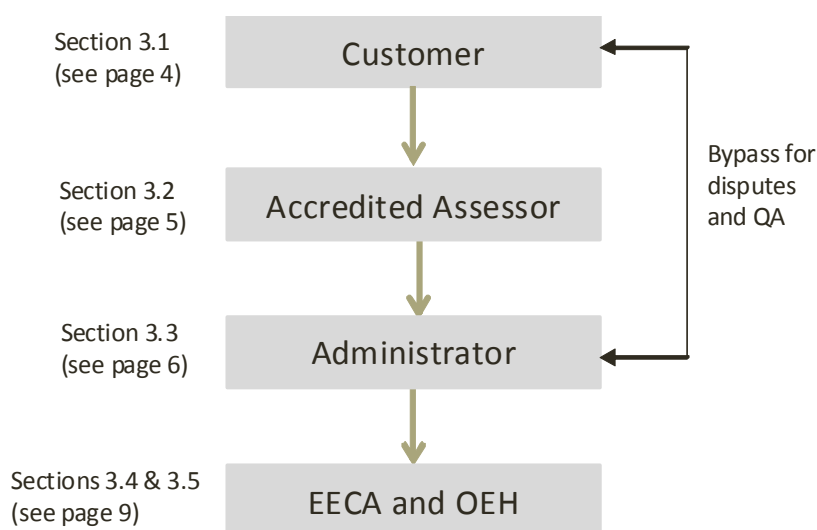 Section 3.1
(see page 4)
Customer
Section 3.2
(see page 5)
Accredited Assessor
Bypass for
disputes
and QA
Section 3.3
(see page 6)
Administrator
Sections 3.4 & 3.5
(see page 9)
EECA and OEH